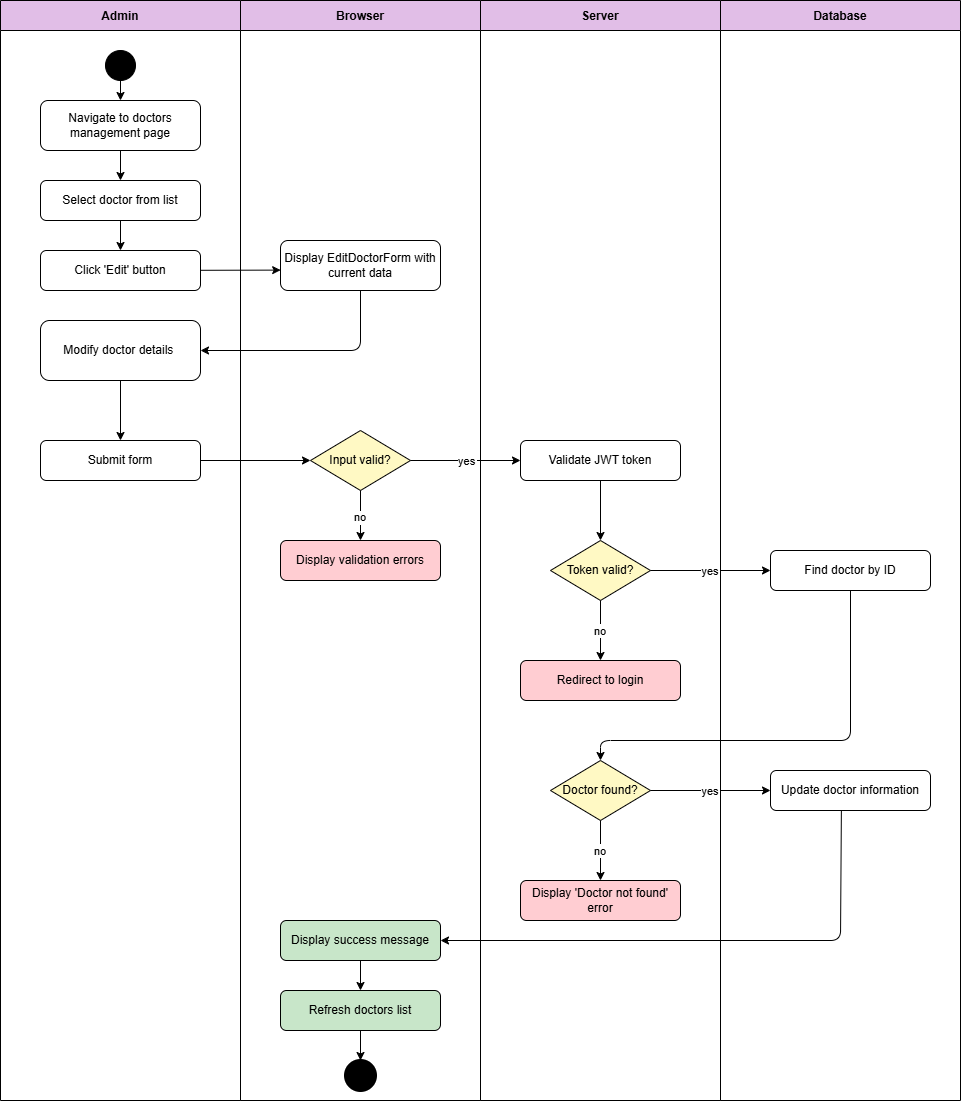 Admin
Browser
Server
Database
Navigate to doctors
management page
Select doctor from list
Click 'Edit' button
Display EditDoctorForm with
current data
Modify doctor details
Submit form
Input valid?
yes
Validate JWT token
no
Display validation errors
Token valid?
yes
Find doctor by ID
no
Redirect to login
Doctor found?
yes
Update doctor information
no
Display 'Doctor not found'
error
Display success message
Refresh doctors list